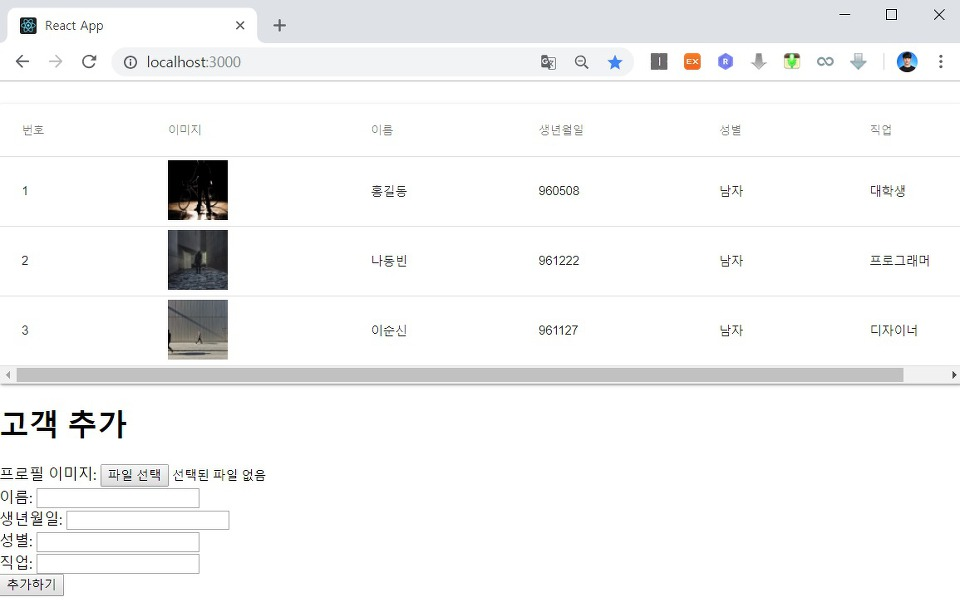 React App
localhost:3000
EX
R
번호 이미지 이름 생년월일 성별 직업
1 홍길동 960508 남자 대학생
2 나동빈 961222 남자 프로그래머
3 이순신 961127 남자 디자이너
고객 추가
프로필 이미지: 파일 선택 선택된 파일 없음
이름:
생년월일:
성별:
직업:
추가하기